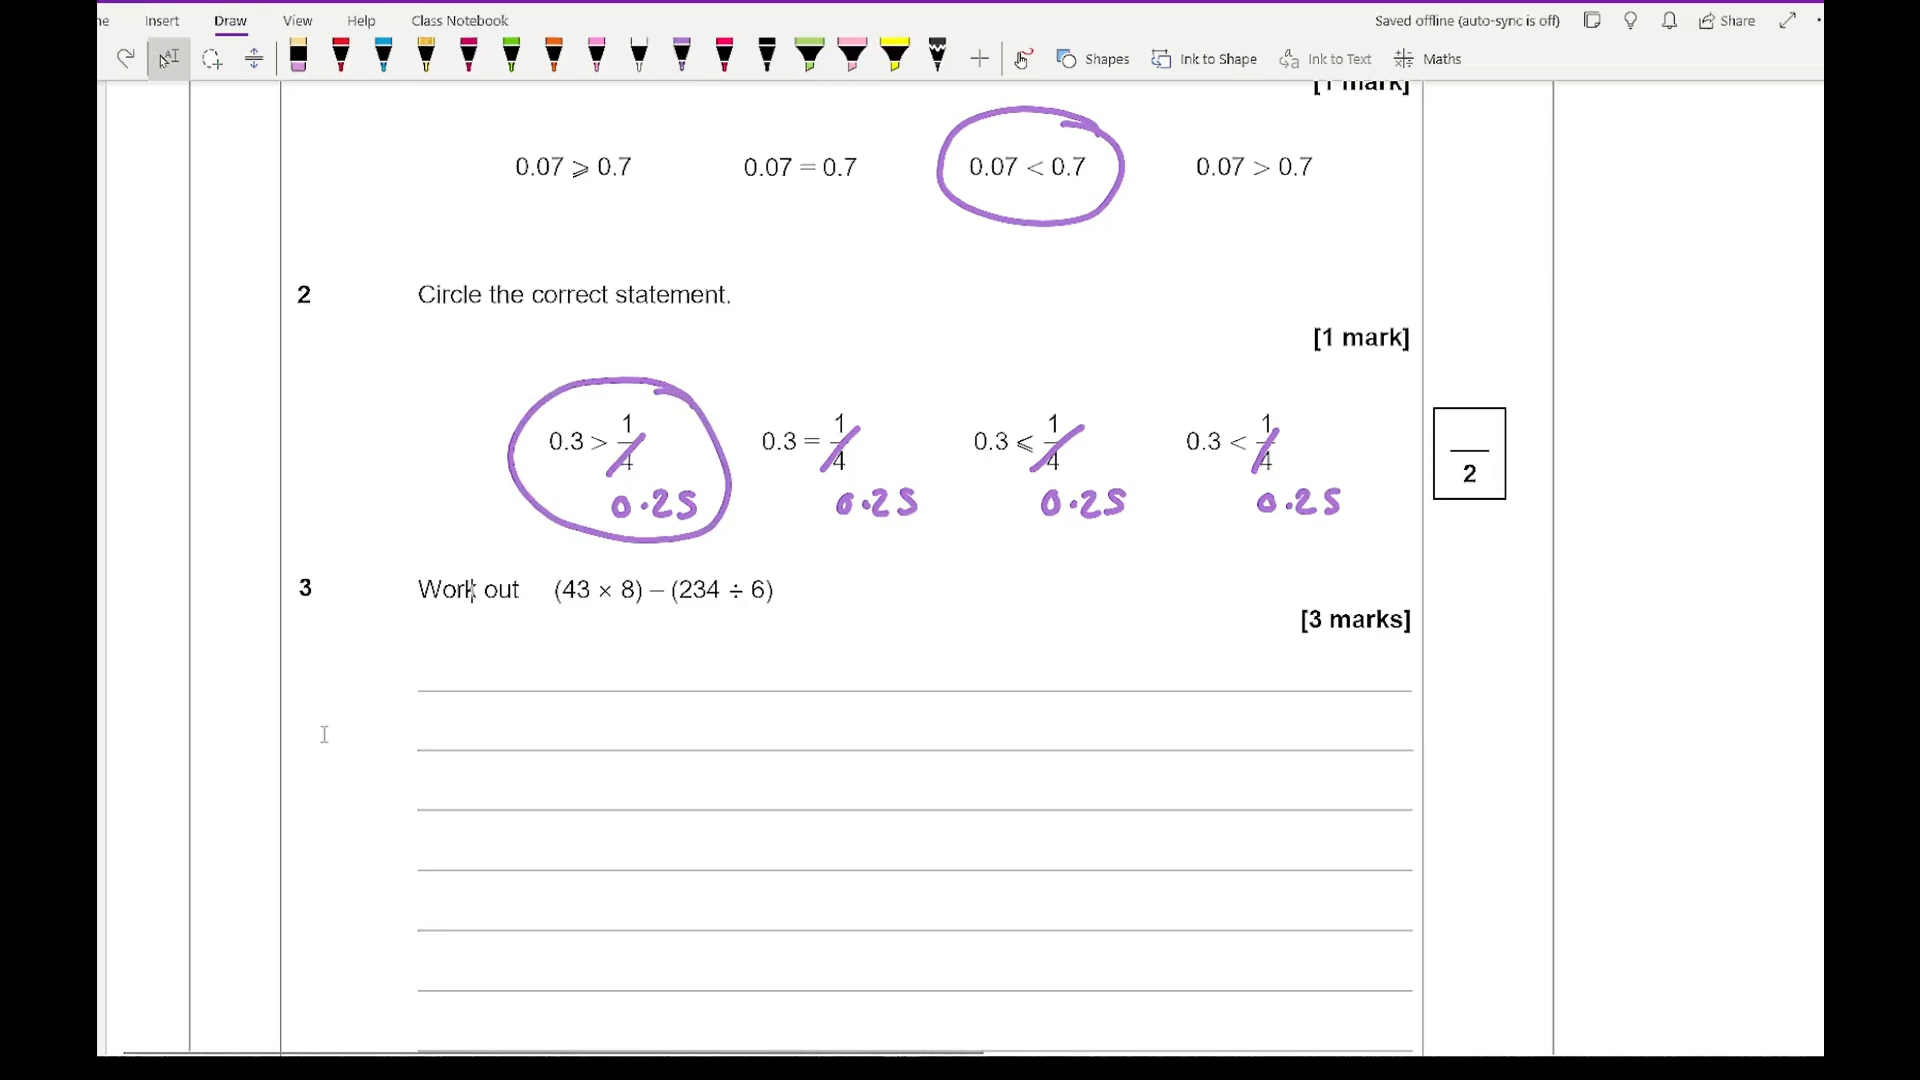 ne Insert Draw View Help Class Notebook Saved offline (auto-sync is off) Share
Shapes Ink to Shape Ink to Text Maths
[1 mark]
0.07 ⩾ 0.7 0.07 = 0.7 0.07 < 0.7 0.07 > 0.7
2 Circle the correct statement.
[1 mark]
0.3 > 1/4 0.3 = 1/4 0.3 ⩽ 1/4 0.3 < 1/4
0.25 0.25 0.25 0.25
2
3 Work out (43 × 8) – (234 ÷ 6)
[3 marks]